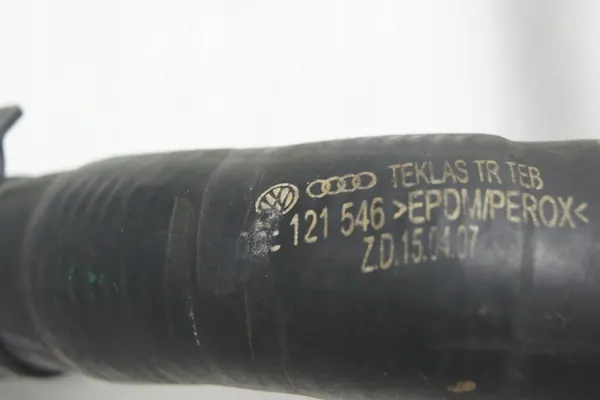 TEKLAS TR TEB
121 546 >EPDM/PEROX<
Z.D.15.04.07